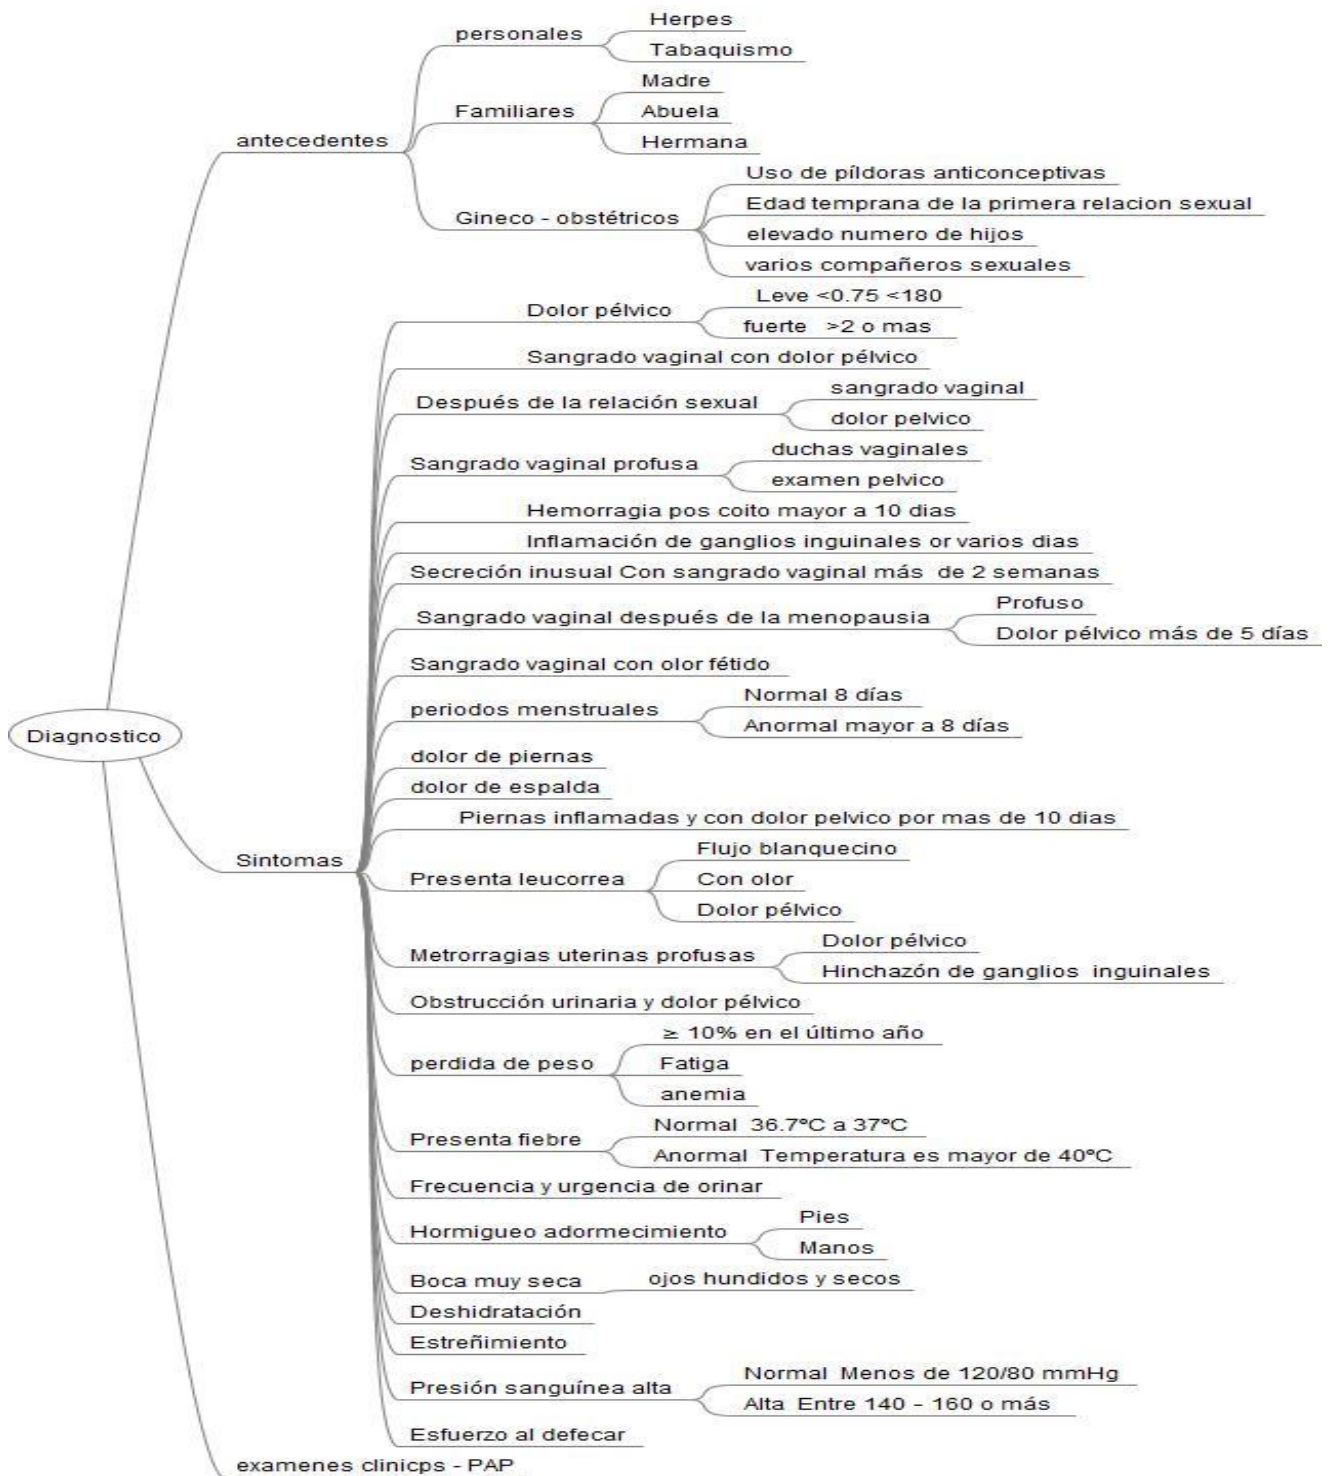 Diagnostico
antecedentes
personales
Herpes
Tabaquismo
Familiares
Madre
Abuela
Hermana
Gineco - obstétricos
Uso de píldoras anticonceptivas
Edad temprana de la primera relacion sexual
elevado numero de hijos
varios compañeros sexuales
Sintomas
Dolor pélvico
Leve <0.75 <180
fuerte >2 o mas
Sangrado vaginal con dolor pélvico
Después de la relación sexual
sangrado vaginal
dolor pelvico
Sangrado vaginal profusa
duchas vaginales
examen pelvico
Hemorragia pos coito mayor a 10 dias
Inflamación de ganglios inguinales or varios dias
Secreción inusual Con sangrado vaginal más de 2 semanas
Sangrado vaginal después de la menopausia
Profuso
Dolor pélvico más de 5 días
Sangrado vaginal con olor fétido
periodos menstruales
Normal 8 días
Anormal mayor a 8 días
dolor de piernas
dolor de espalda
Piernas inflamadas y con dolor pelvico por mas de 10 dias
Presenta leucorrea
Flujo blanquecino
Con olor
Dolor pélvico
Metrorragias uterinas profusas
Dolor pélvico
Hinchazón de ganglios inguinales
Obstrucción urinaria y dolor pélvico
perdida de peso
≥ 10% en el último año
Fatiga
anemia
Presenta fiebre
Normal 36.7ºC a 37ºC
Anormal Temperatura es mayor de 40ºC
Frecuencia y urgencia de orinar
Hormigueo adormecimiento
Pies
Manos
Boca muy seca
ojos hundidos y secos
Deshidratación
Estreñimiento
Presión sanguínea alta
Normal Menos de 120/80 mmHg
Alta Entre 140 - 160 o más
Esfuerzo al defecar
examenes clinicps - PAP